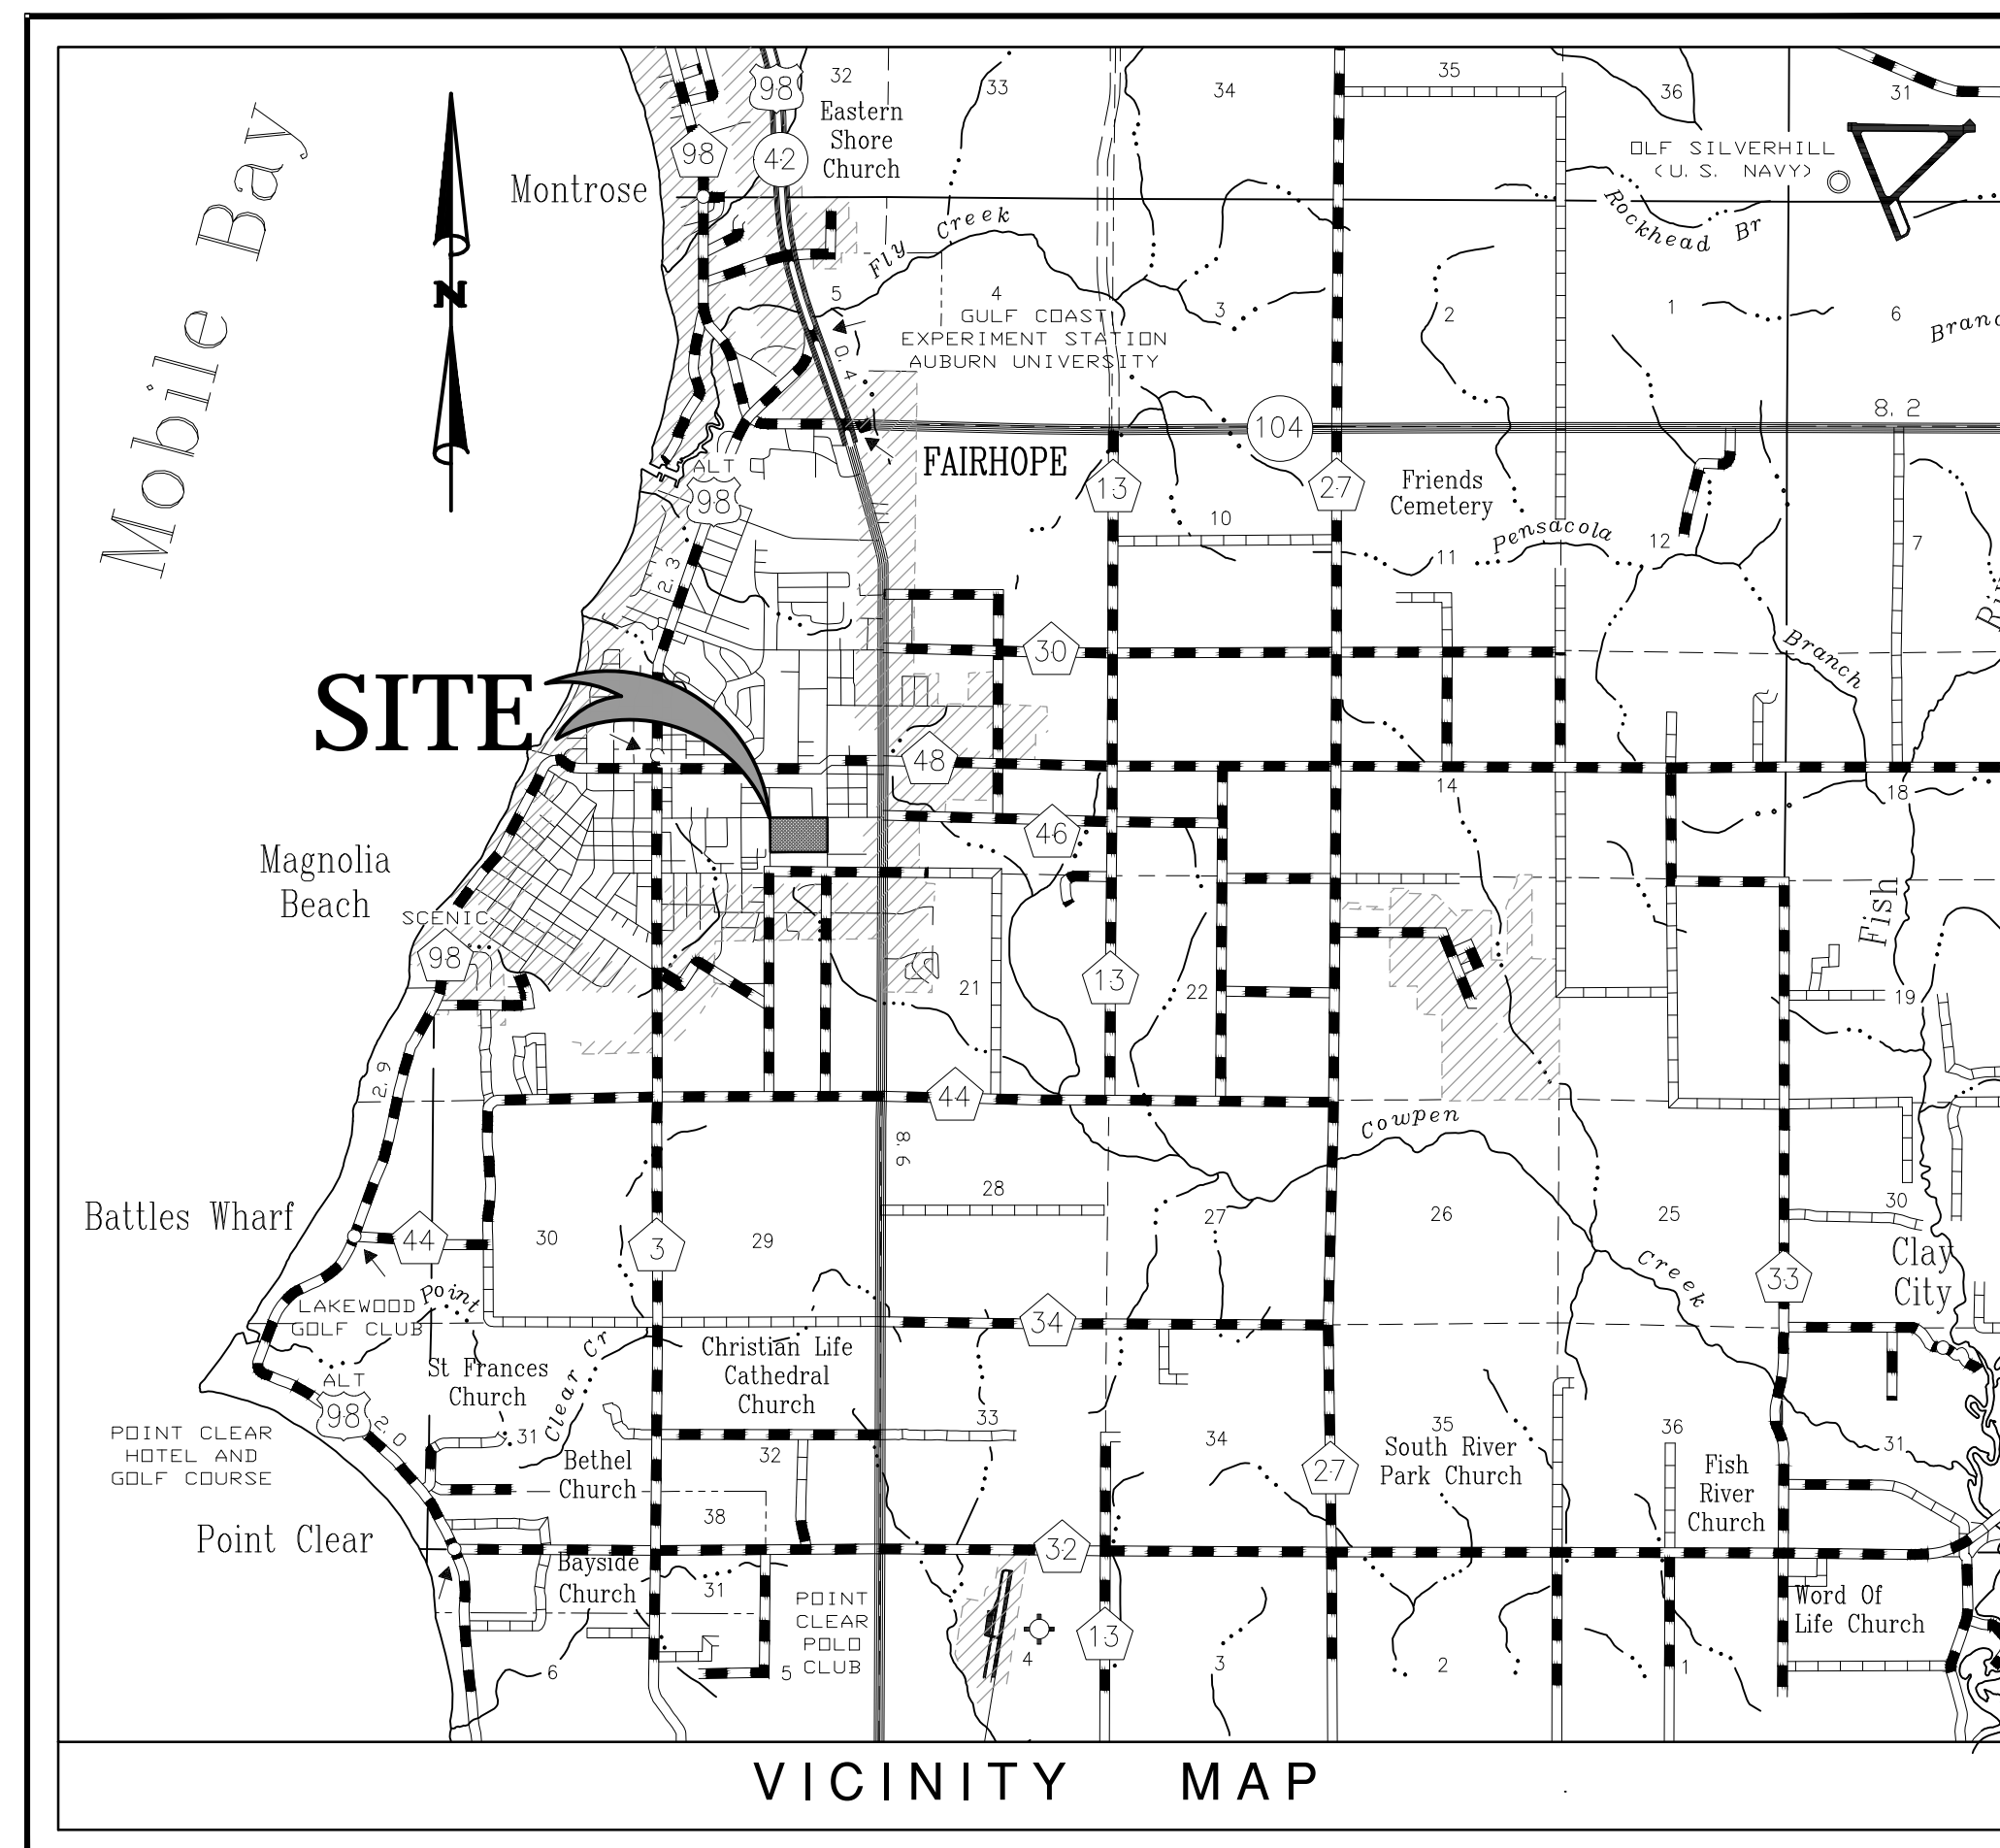 32
33
34
35
36
31
98
98
42
Eastern
Shore
Church
OLF SILVERHILL
(U. S. NAVY)
Montrose
Mobile Bay
N
Fly Creek
Rockhead Br
5
4
3
2
1
6
GULF COAST
EXPERIMENT STATION
AUBURN UNIVERSITY
0.4
8.2
104
FAIRHOPE
ALT
98
13
27
Friends
Cemetery
10
11
Pensacola
12
7
2.3
30
Branch
SITE
48
14
18
46
Magnolia
Beach
SCENIC
98
Fish
21
13
22
19
2.9
44
Cowpen
8.6
28
27
26
25
30
Battles Wharf
44
30
3
29
Creek
33
Clay
City
LAKEWOOD
GOLF CLUB
Point
34
Clear Cr
Christian Life
Cathedral
Church
St Frances
Church
ALT
98
2.0
POINT CLEAR
HOTEL AND
GOLF COURSE
31
Bethel
Church
32
33
34
35
South River
Park Church
27
36
Fish
River
Church
31
Point Clear
38
32
Bayside
Church
31
POINT
CLEAR
POLO
CLUB
13
Word Of
Life Church
6
5
4
3
2
1
VICINITY MAP